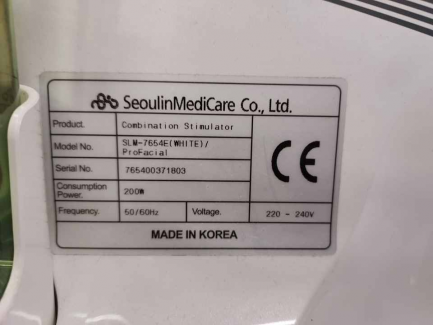 SeoulinMediCare Co., Ltd.
Product. Combination Stimulator
Model No. SLM-7654E(WHITE)/
ProFacial
Serial No. 765400371803
Consumption
Power. 200W
Frequency. 50/60Hz Voltage. 220 - 240V
CE
MADE IN KOREA